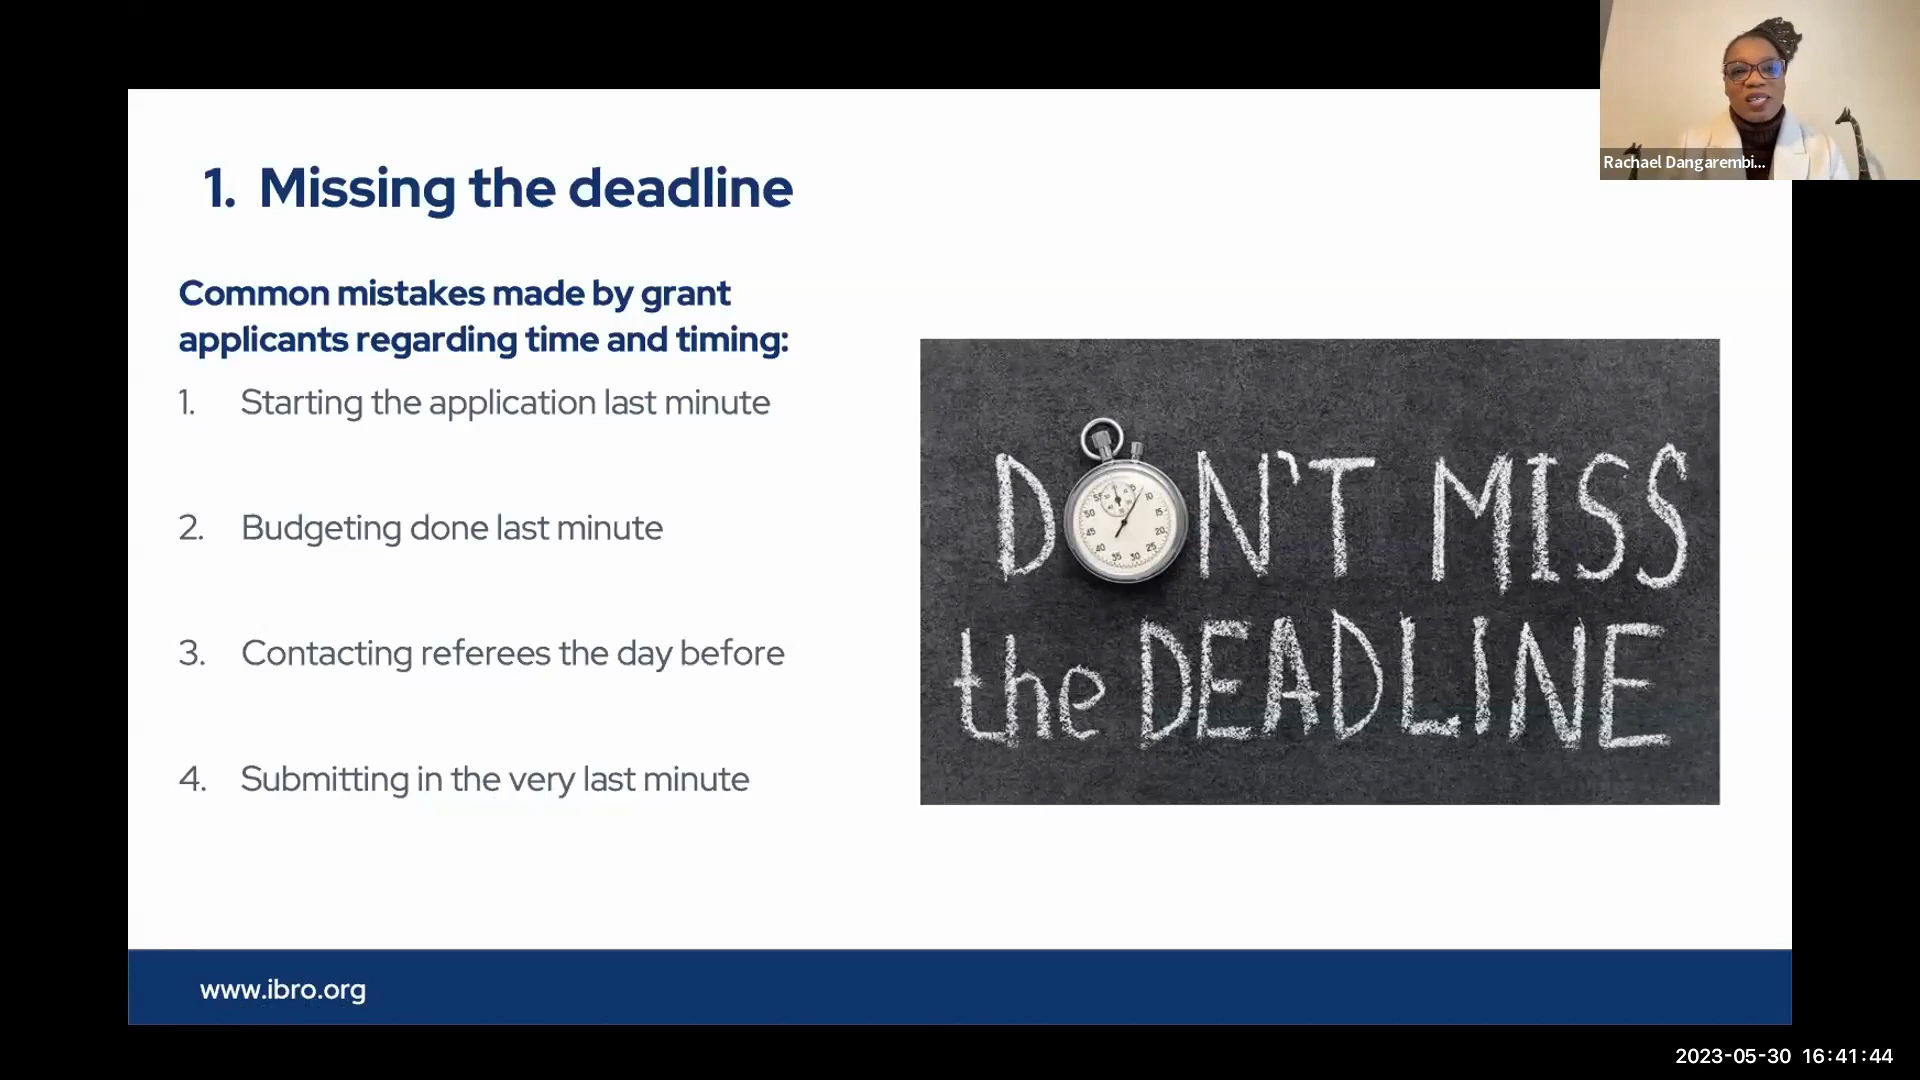 Rachael Dangarembi...
1. Missing the deadline
Common mistakes made by grant
applicants regarding time and timing:
1. Starting the application last minute
2. Budgeting done last minute
3. Contacting referees the day before
4. Submitting in the very last minute
D N'T MISS
the DEADLINE
www.ibro.org
2023-05-30 16:41:44